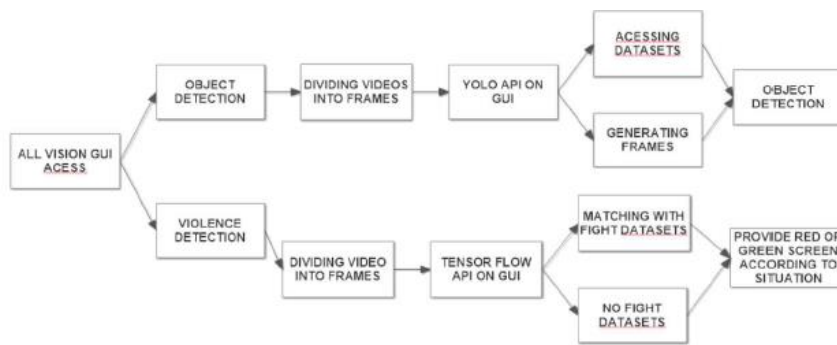 ALL VISION GUI
ACESS
OBJECT
DETECTION
DIVIDING VIDEOS
INTO FRAMES
YOLO API ON
GUI
ACESSING
DATASETS
GENERATING
FRAMES
OBJECT
DETECTION
VIOLENCE
DETECTION
DIVIDING VIDEO
INTO FRAMES
TENSOR FLOW
API ON GUI
MATCHING WITH
FIGHT DATASETS
NO FIGHT
DATASETS
PROVIDE RED OR
GREEN SCREEN
ACCORDING TO
SITUATION